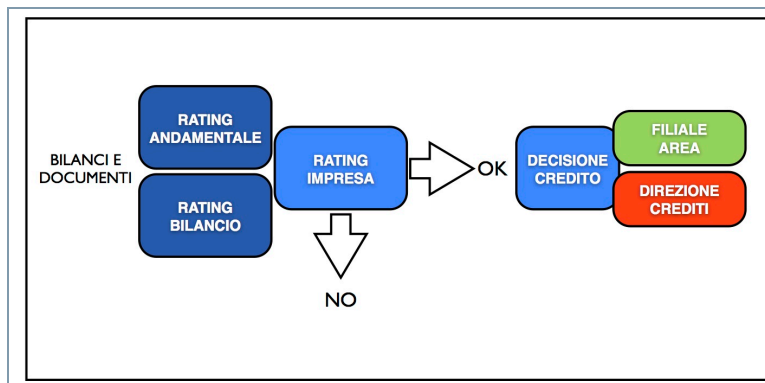 BILANCI E
DOCUMENTI
RATING
ANDAMENTALE
RATING
BILANCIO
RATING
IMPRESA
NO
OK
DECISIONE
CREDITO
FILIALE
AREA
DIREZIONE
CREDITI